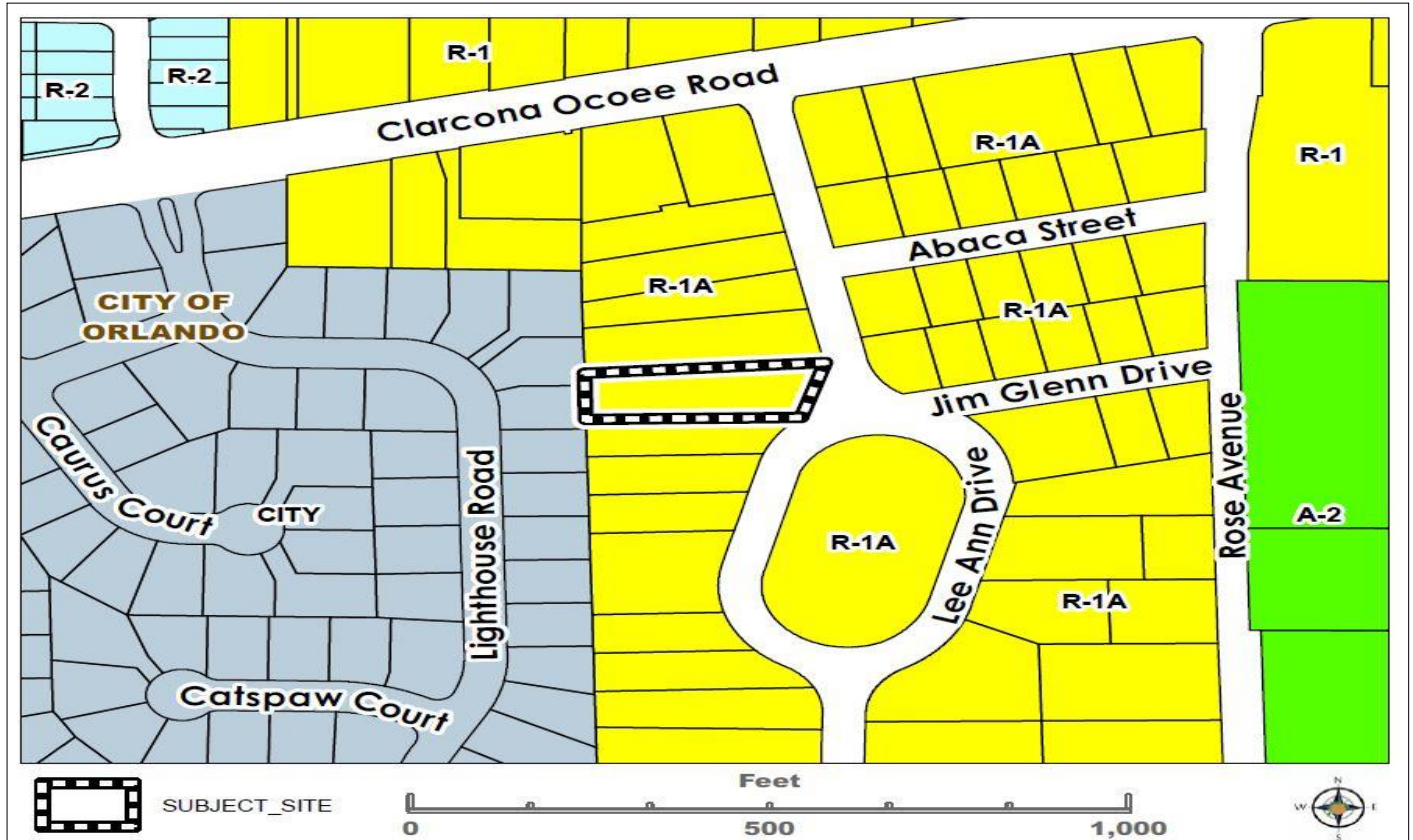 R-1
R-2
R-2
Clarcona Ocoee Road
R-1A
R-1
Abaca Street
R-1A
CITY OF
ORLANDO
R-1A
Jim Glenn Drive
Caurus Court
CITY
Lighthouse Road
R-1A
Lee Ann Drive
Rose Avenue
A-2
R-1A
Catspaw Court
SUBJECT_SITE
Feet
0
500
1,000
N
W
E
S